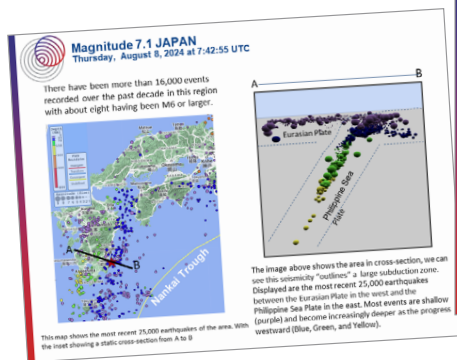 Magnitude 7.1 JAPAN
Thursday, August 8, 2024 at 7:42:55 UTC
There have been more than 16,000 events
recorded over the past decade in this region
with about eight having been M6 or larger.
A
B
Eurasian Plate
Philippine Sea
Plate
A
B
Nankai Trough
This map shows the most recent 25,000 earthquakes of the area. With
the inset showing a static cross-section from A to B
The image above shows the area in cross-section, we can
see this seismicity "outlines" a large subduction zone.
Displayed are the most recent 25,000 earthquakes
between the Eurasian Plate in the west and the
Philippine Sea Plate in the east. Most events are shallow
(purple) and become increasingly deeper as the progress
westward (Blue, Green, and Yellow).